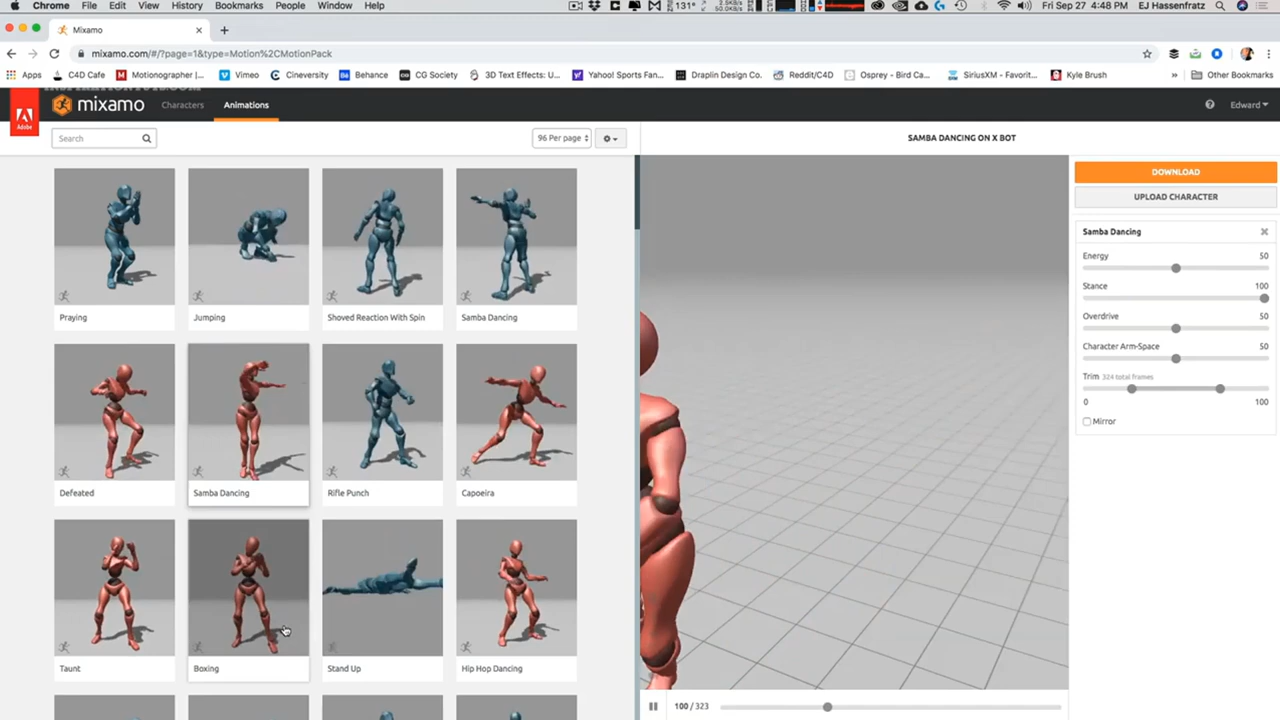 Chrome File Edit View History Bookmarks People Window Help 131° 2.5KB/s 50.0KB/s Fri Sep 27 4:48 PM EJ Hassenfratz
Mixamo
mixamo.com/#/?page=1&type=Motion%2CMotionPack
Apps C4D Cafe Motionographer |... Vimeo Cineversity Behance CG Society 3D Text Effects: U... Yahoo! Sports Fan... Draplin Design Co. Reddit/C4D Osprey - Bird Ca... SiriusXM - Favorit... Kyle Brush » Other Bookmarks
Adobe
mixamo Characters Animations Edward
Search 96 Per page SAMBA DANCING ON X BOT
DOWNLOAD
UPLOAD CHARACTER
Samba Dancing
Energy 50
Stance 100
Overdrive 50
Character Arm-Space 50
Trim 324 total frames
0 100
Mirror
Praying Jumping Shoved Reaction With Spin Samba Dancing
Defeated Samba Dancing Rifle Punch Capoeira
Taunt Boxing Stand Up Hip Hop Dancing
100 / 323